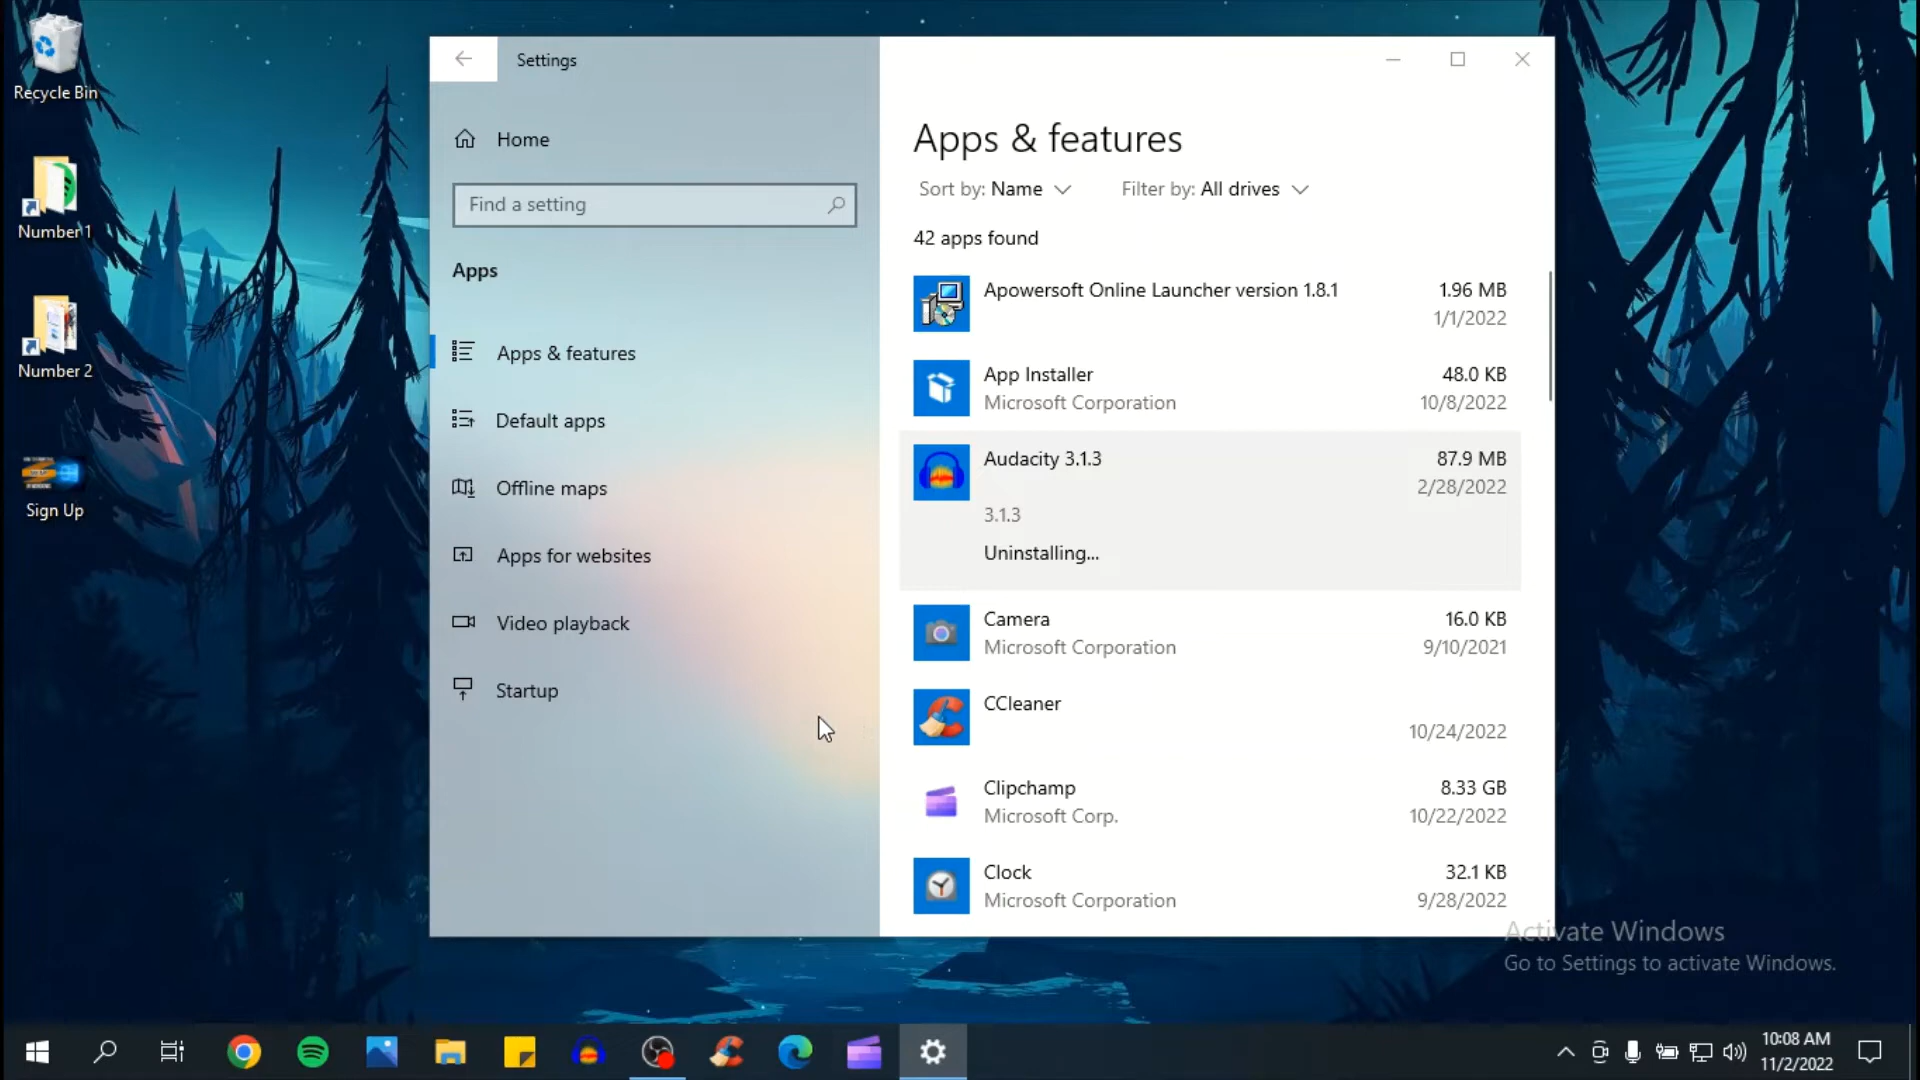 Recycle Bin
Number 1
Number 2
Sign Up
Settings
Home
Find a setting
Apps
Apps & features
Default apps
Offline maps
Apps for websites
Video playback
Startup
Apps & features
Sort by: Name
Filter by: All drives
42 apps found
Apowersoft Online Launcher version 1.8.1
1.96 MB
1/1/2022
App Installer
48.0 KB
Microsoft Corporation
10/8/2022
Audacity 3.1.3
87.9 MB
2/28/2022
3.1.3
Uninstalling...
Camera
16.0 KB
Microsoft Corporation
9/10/2021
CCleaner
10/24/2022
Clipchamp
8.33 GB
Microsoft Corp.
10/22/2022
Clock
32.1 KB
Microsoft Corporation
9/28/2022
Activate Windows
Go to Settings to activate Windows.
10:08 AM
11/2/2022